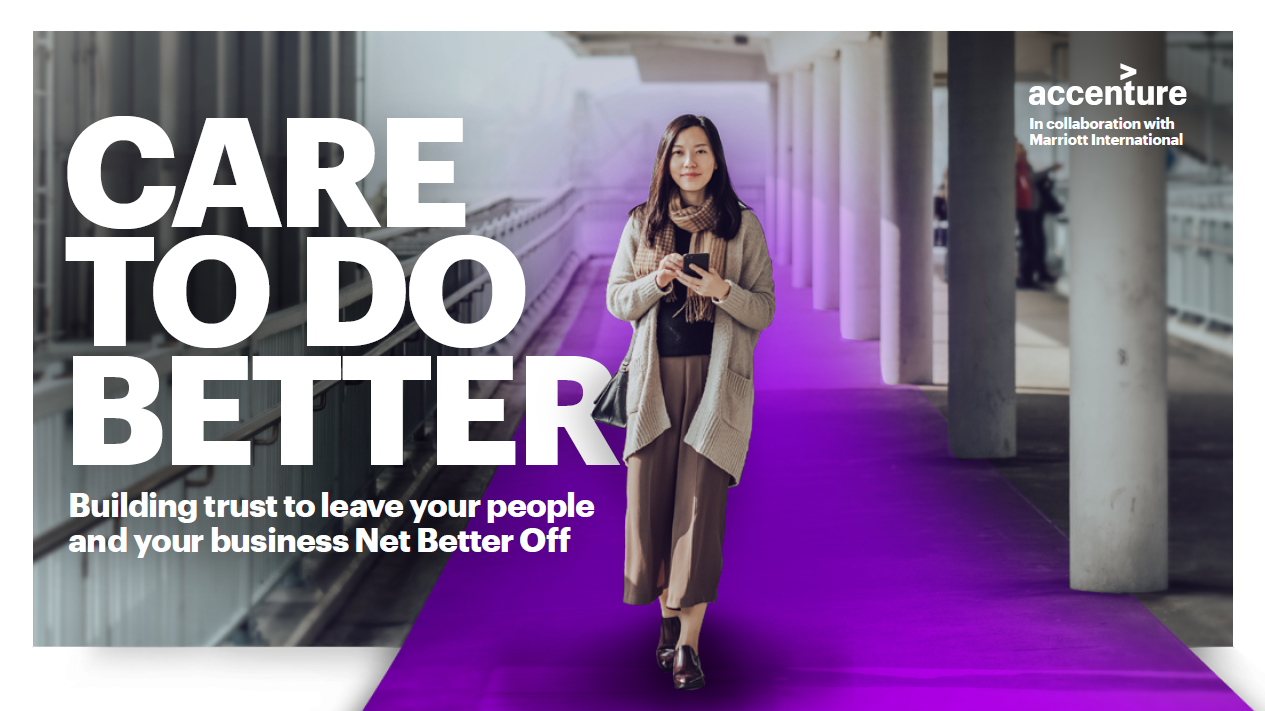 CARE
TO DO
BETTER
Building trust to leave your people
and your business Net Better Off
accenture
In collaboration with
Marriott International